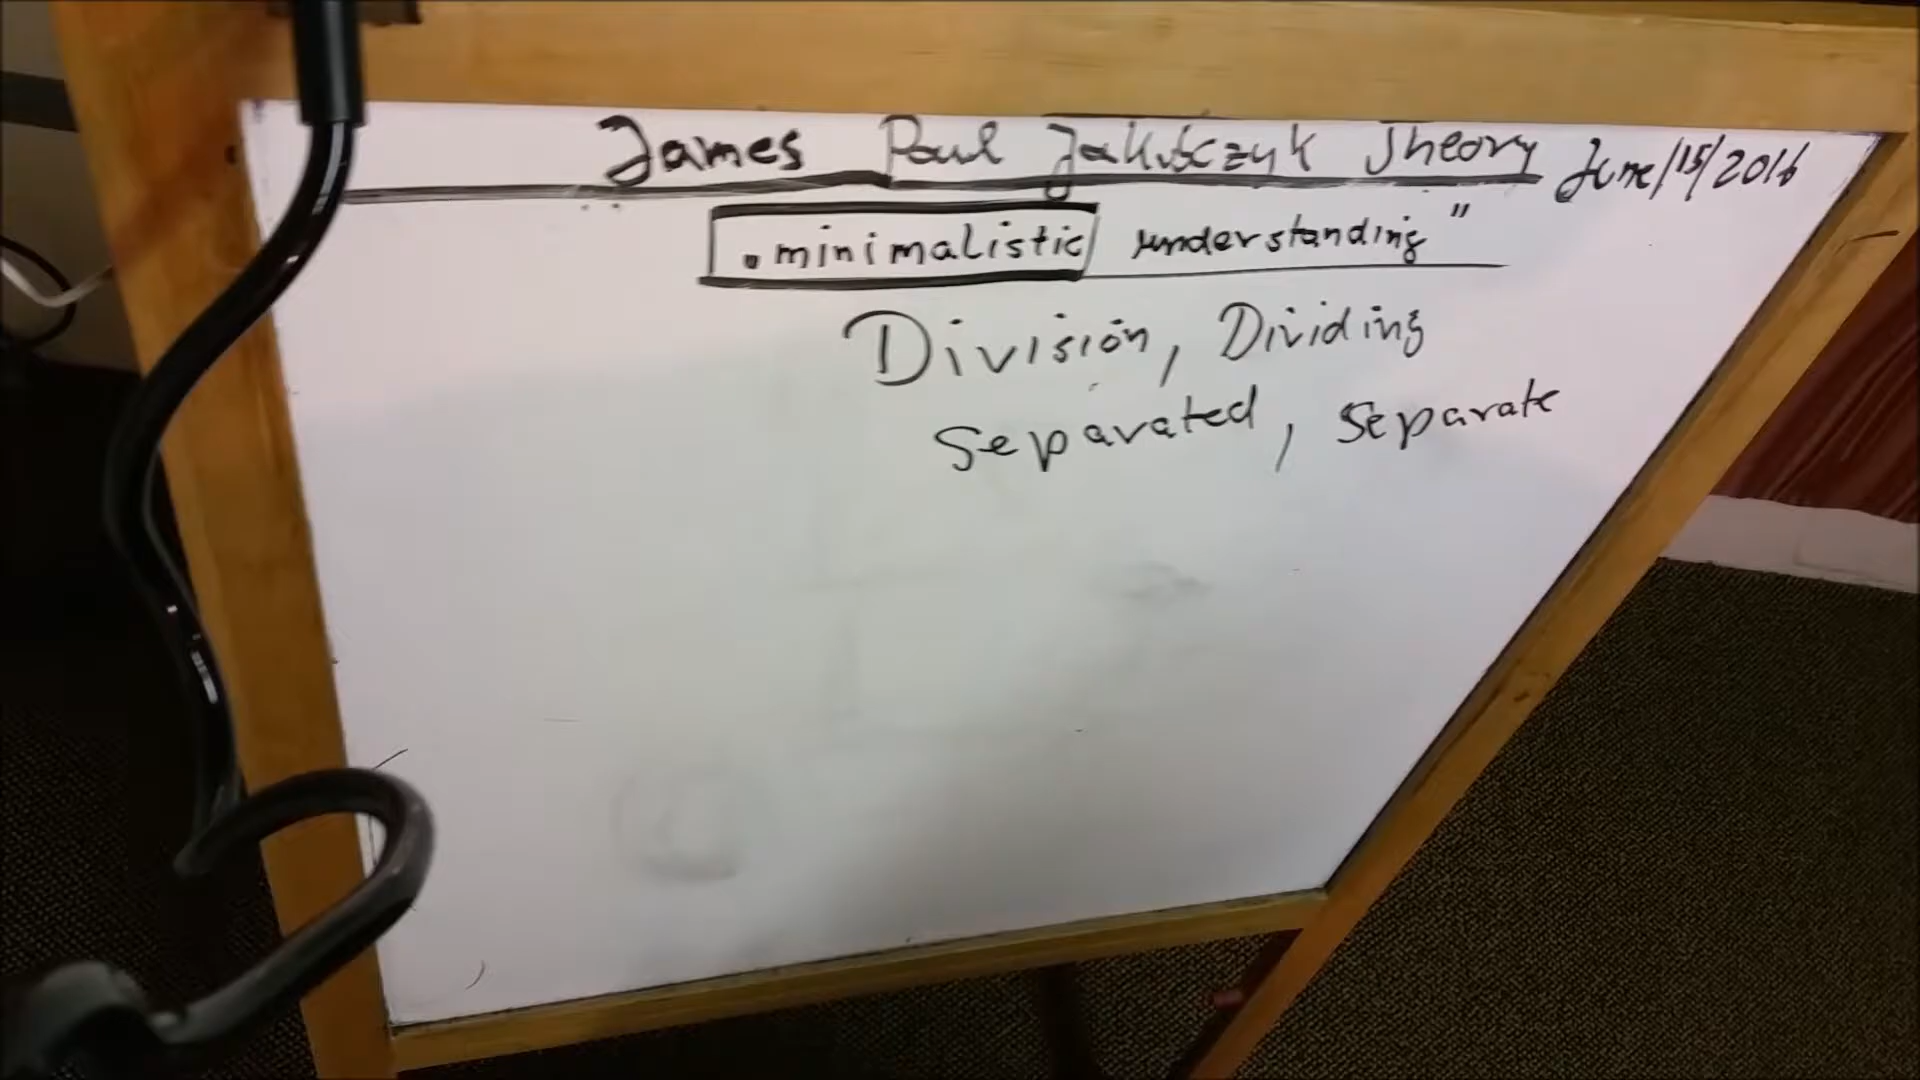 James Paul Jakubczyk Theory June/15/2016
. minimalistic understanding"
Division, Dividing
Separated, Separate